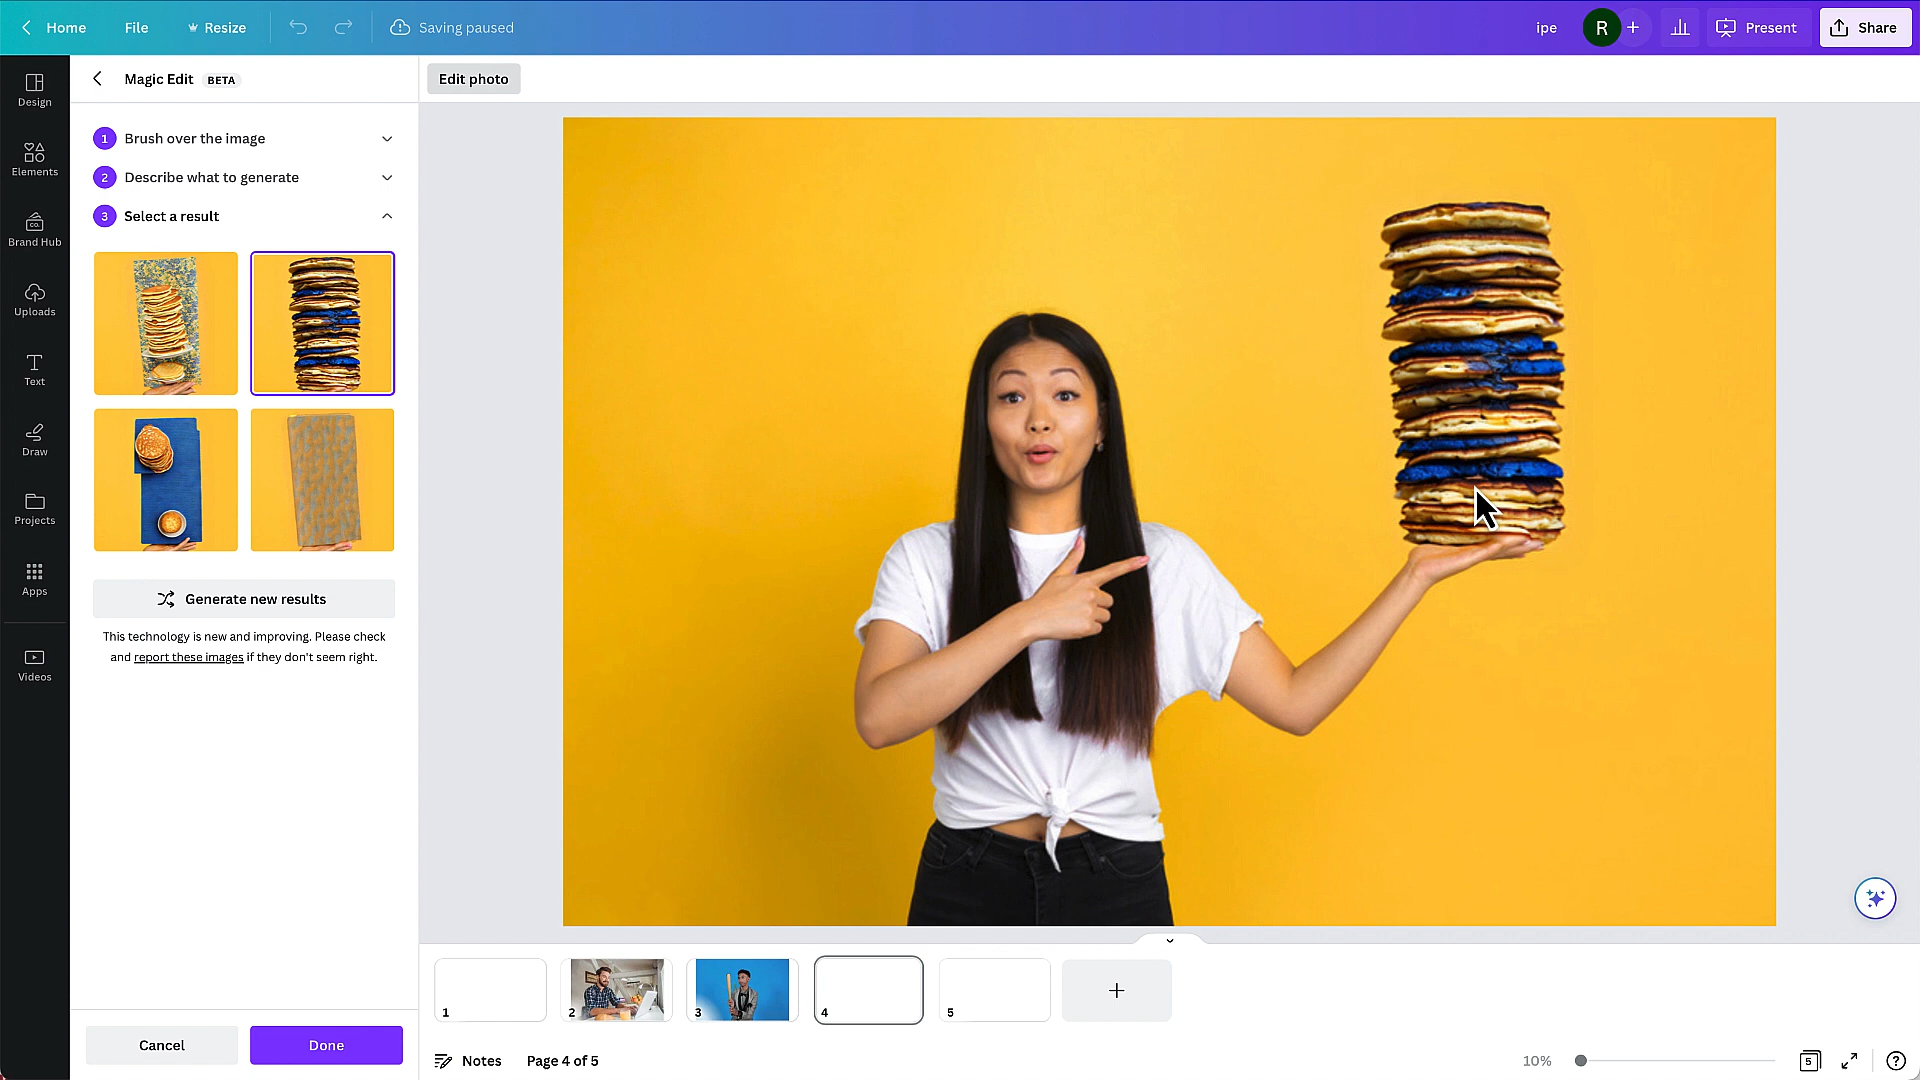 Home File Resize Saving paused ipe R Present Share
Design
Elements
Brand Hub
CO.
Uploads
Text
Draw
Projects
Apps
Videos
Magic Edit BETA
1 Brush over the image
2 Describe what to generate
3 Select a result
Generate new results
This technology is new and improving. Please check
and report these images if they don't seem right.
Cancel Done
Edit photo
1 2 3 4 5
Notes Page 4 of 5 10% 5 ?